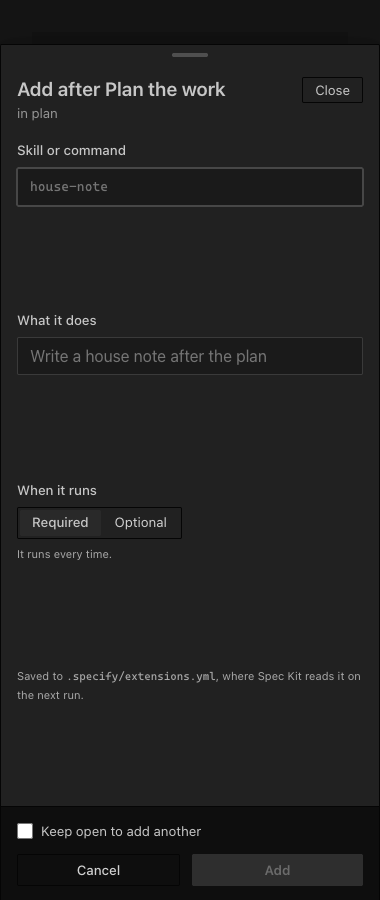 Add after Plan the work
Close
in plan
Skill or command
house-note
What it does
Write a house note after the plan
When it runs
Required
Optional
It runs every time.
Saved to .specify/extensions.yml, where Spec Kit reads it on
the next run.
Keep open to add another
Cancel
Add